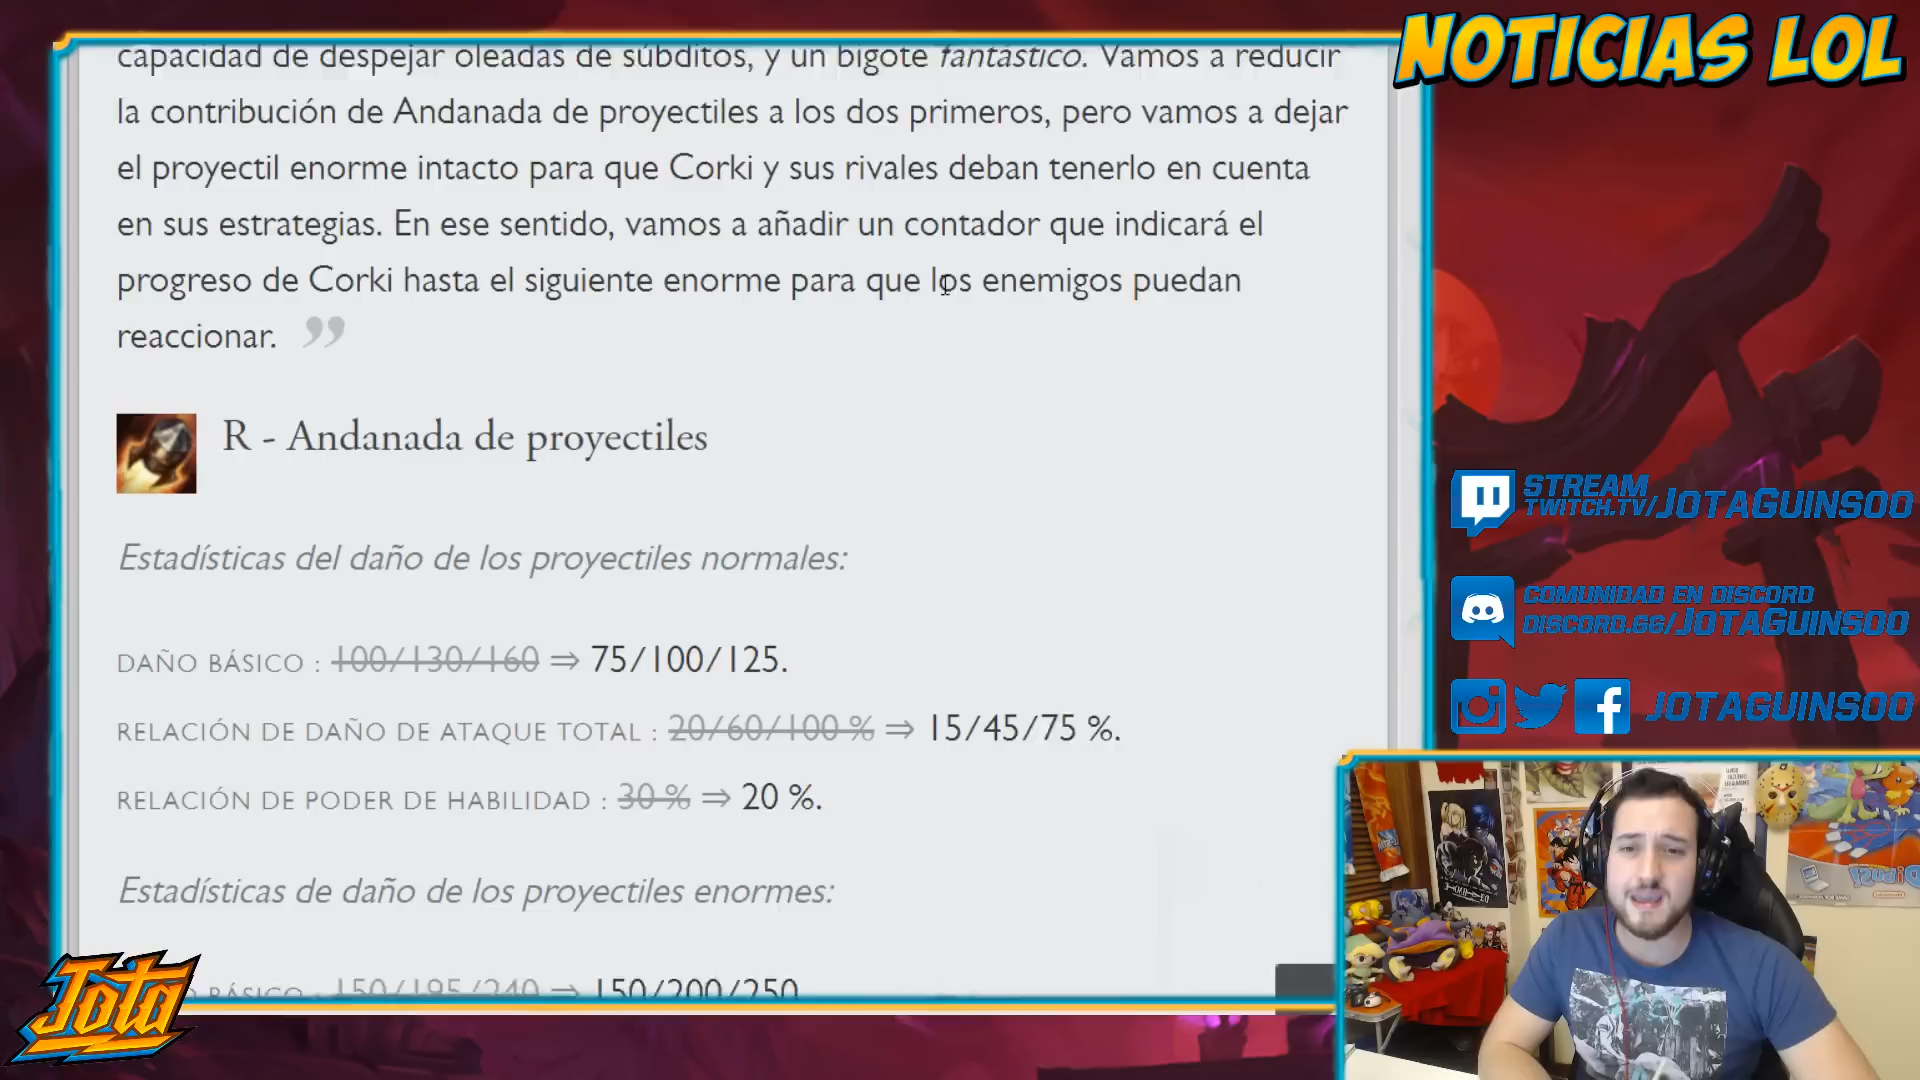 capacidad de despejar oleadas de súbditos, y un bigote fantástico. Vamos a reducir
la contribución de Andanada de proyectiles a los dos primeros, pero vamos a dejar
el proyectil enorme intacto para que Corki y sus rivales deban tenerlo en cuenta
en sus estrategias. En ese sentido, vamos a añadir un contador que indicará el
progreso de Corki hasta el siguiente enorme para que los enemigos puedan
reaccionar. ”
R - Andanada de proyectiles
Estadísticas del daño de los proyectiles normales:
DAÑO BÁSICO : 100/130/160 ⇒ 75/100/125.
RELACIÓN DE DAÑO DE ATAQUE TOTAL : 20/60/100 % ⇒ 15/45/75 %.
RELACIÓN DE PODER DE HABILIDAD : 30 % ⇒ 20 %.
Estadísticas de daño de los proyectiles enormes:
BÁSICO : 150/195/240 ⇒ 150/200/250
NOTICIAS LOL
STREAM
TWITCH.TV/JOTAGUINSOO
COMUNIDAD EN DISCORD
DISCORD.GG/JOTAGUINSOO
JOTAGUINSOO
Jota